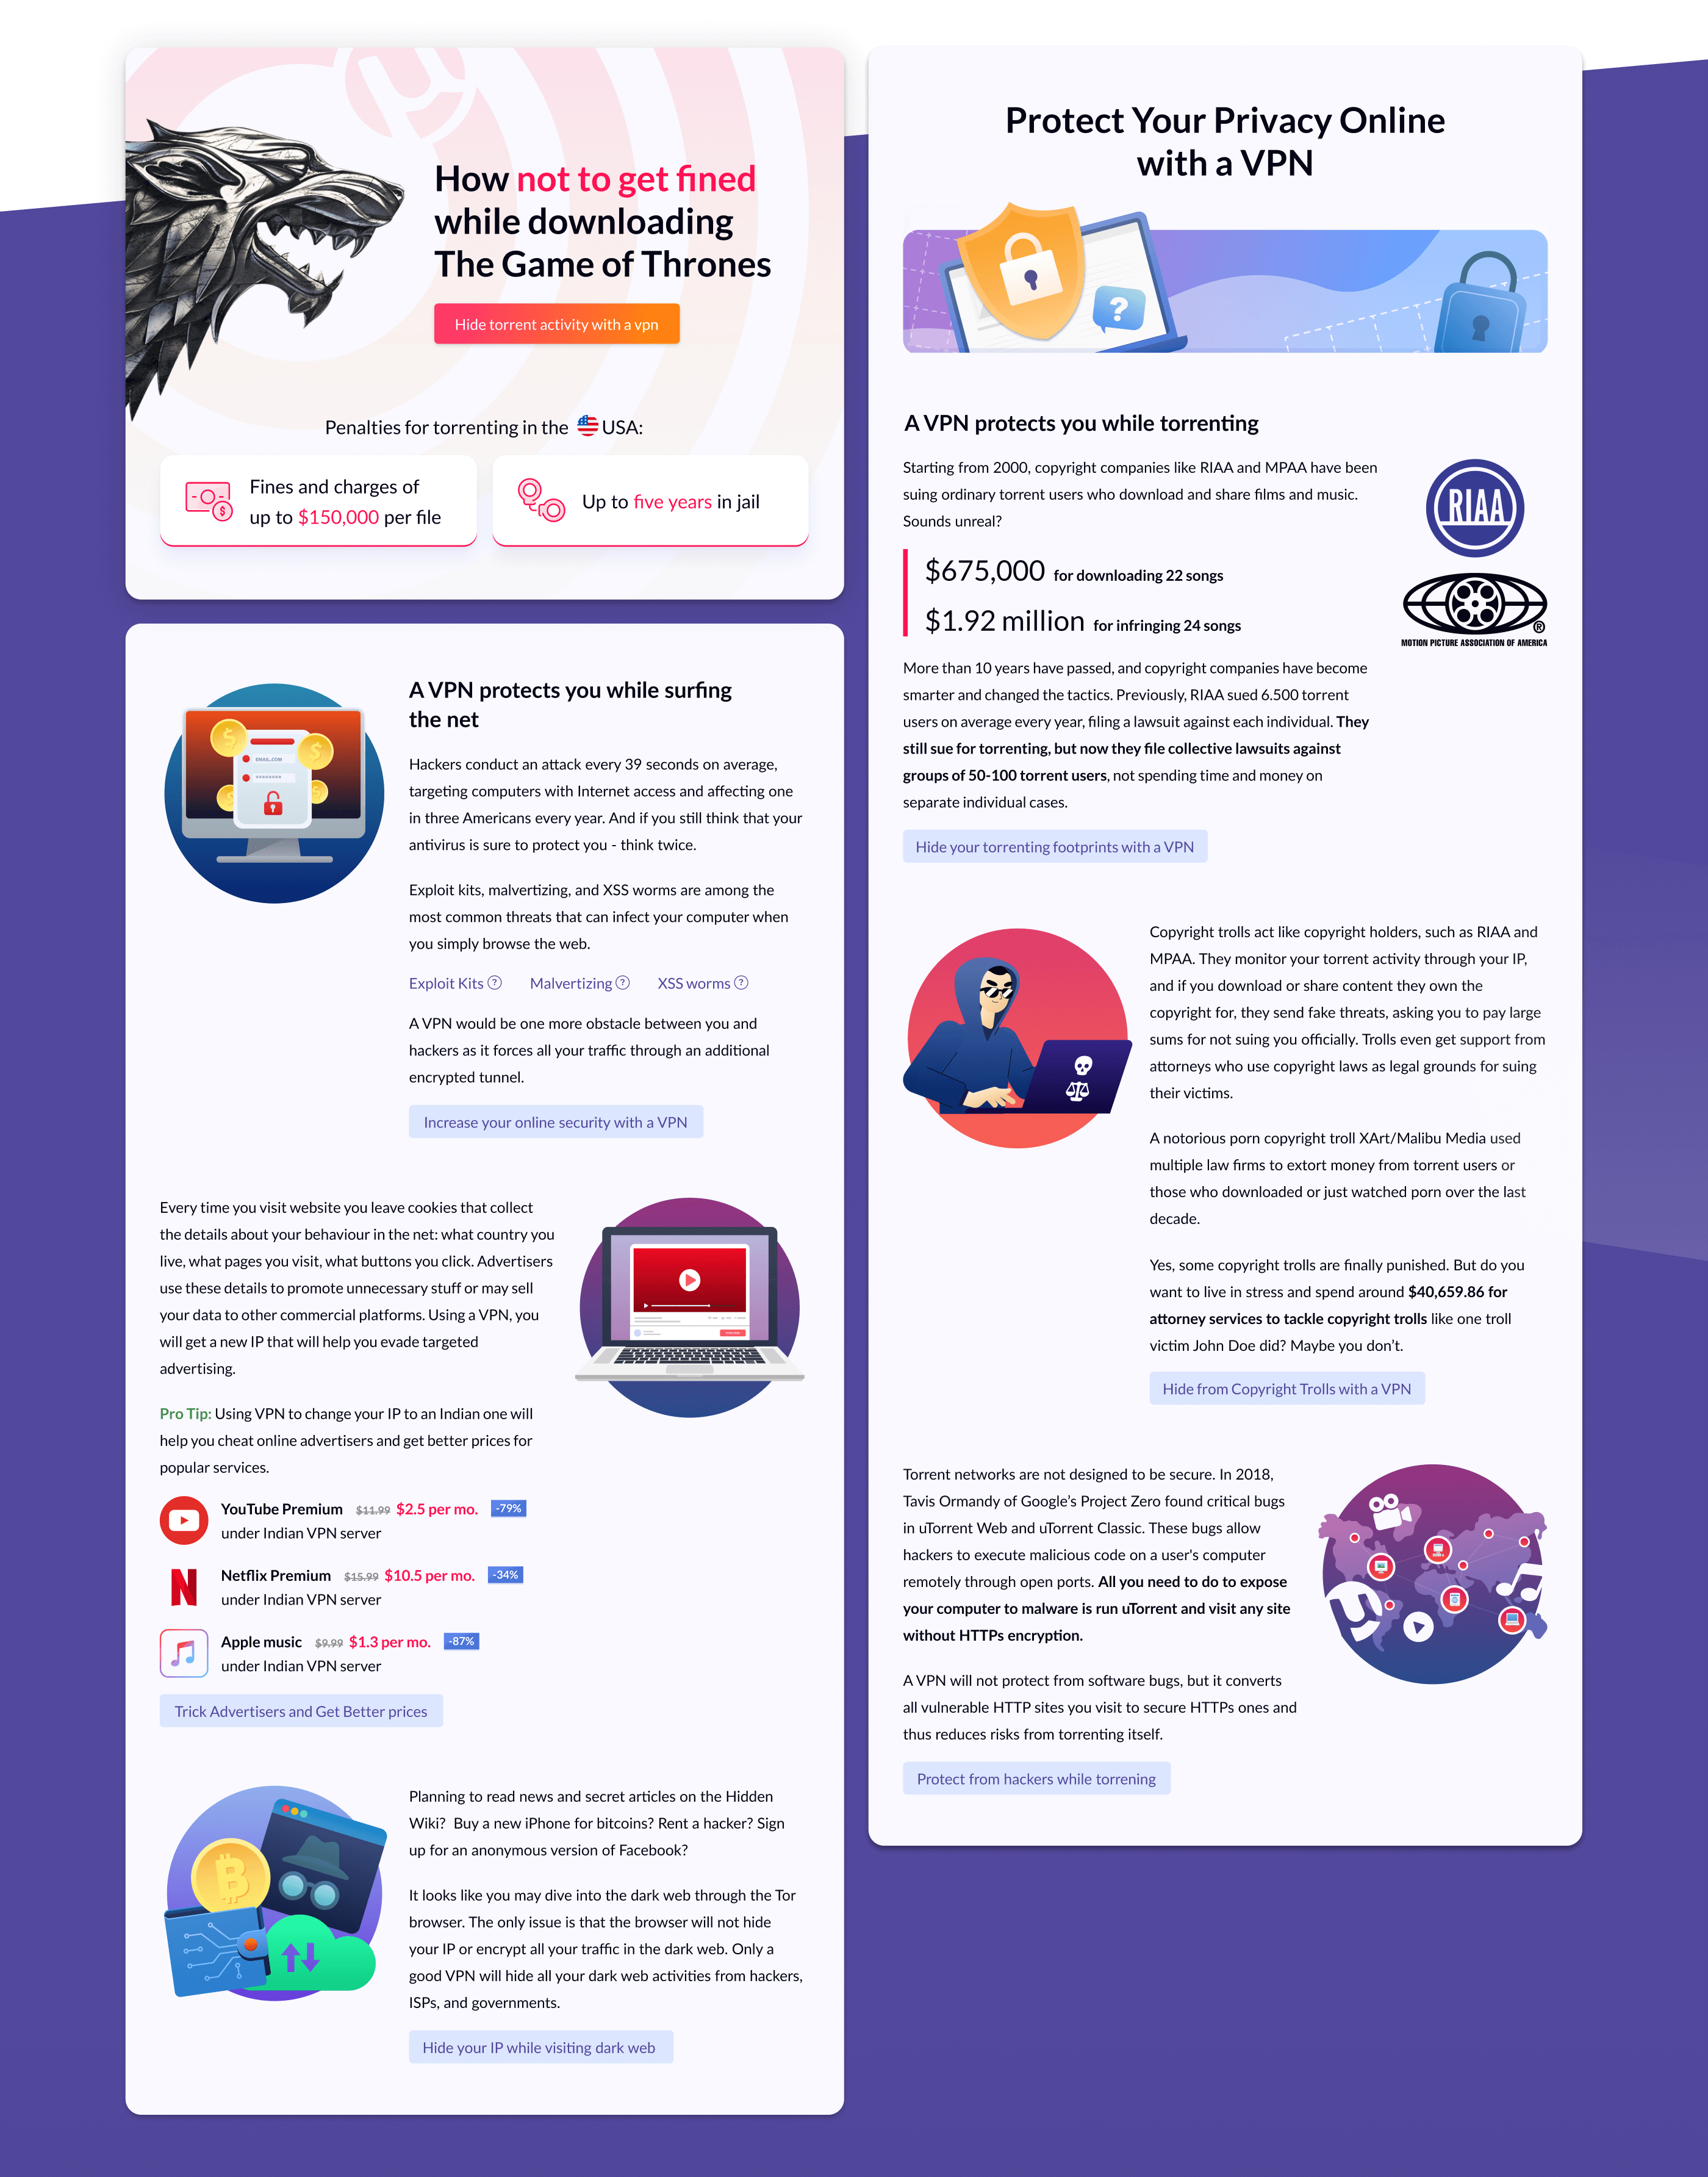 How not to get fined
while downloading
The Game of Thrones
Hide torrent activity with a vpn
Penalties for torrenting in the USA:
Fines and charges of
up to $150,000 per file
Up to five years in jail
A VPN protects you while surfing
the net
EMAIL.COM
Hackers conduct an attack every 39 seconds on average,
targeting computers with Internet access and affecting one
in three Americans every year. And if you still think that your
antivirus is sure to protect you - think twice.
Exploit kits, malvertizing, and XSS worms are among the
most common threats that can infect your computer when
you simply browse the web.
Exploit Kits ? Malvertizing ? XSS worms ?
A VPN would be one more obstacle between you and
hackers as it forces all your traffic through an additional
encrypted tunnel.
Increase your online security with a VPN
Every time you visit website you leave cookies that collect
the details about your behaviour in the net: what country you
live, what pages you visit, what buttons you click. Advertisers
use these details to promote unnecessary stuff or may sell
your data to other commercial platforms. Using a VPN, you
will get a new IP that will help you evade targeted
advertising.
Pro Tip: Using VPN to change your IP to an Indian one will
help you cheat online advertisers and get better prices for
popular services.
YouTube Premium $11.99 $2.5 per mo. -79%
under Indian VPN server
Netflix Premium $15.99 $10.5 per mo. -34%
under Indian VPN server
Apple music $9.99 $1.3 per mo. -87%
under Indian VPN server
Trick Advertisers and Get Better prices
Planning to read news and secret articles on the Hidden
Wiki?  Buy a new iPhone for bitcoins? Rent a hacker? Sign
up for an anonymous version of Facebook?
It looks like you may dive into the dark web through the Tor
browser. The only issue is that the browser will not hide
your IP or encrypt all your traffic in the dark web. Only a
good VPN will hide all your dark web activities from hackers,
ISPs, and governments.
Hide your IP while visiting dark web
Protect Your Privacy Online
with a VPN
?
A VPN protects you while torrenting
Starting from 2000, copyright companies like RIAA and MPAA have been
suing ordinary torrent users who download and share films and music.
Sounds unreal?
$675,000 for downloading 22 songs
$1.92 million for infringing 24 songs
RIAA
®
MOTION PICTURE ASSOCIATION OF AMERICA
More than 10 years have passed, and copyright companies have become
smarter and changed the tactics. Previously, RIAA sued 6.500 torrent
users on average every year, filing a lawsuit against each individual. They
still sue for torrenting, but now they file collective lawsuits against
groups of 50-100 torrent users, not spending time and money on
separate individual cases.
Hide your torrenting footprints with a VPN
Copyright trolls act like copyright holders, such as RIAA and
MPAA. They monitor your torrent activity through your IP,
and if you download or share content they own the
copyright for, they send fake threats, asking you to pay large
sums for not suing you officially. Trolls even get support from
attorneys who use copyright laws as legal grounds for suing
their victims.
A notorious porn copyright troll XArt/Malibu Media used
multiple law firms to extort money from torrent users or
those who downloaded or just watched porn over the last
decade.
Yes, some copyright trolls are finally punished. But do you
want to live in stress and spend around $40,659.86 for
attorney services to tackle copyright trolls like one troll
victim John Doe did? Maybe you don’t.
Hide from Copyright Trolls with a VPN
Torrent networks are not designed to be secure. In 2018,
Tavis Ormandy of Google’s Project Zero found critical bugs
in uTorrent Web and uTorrent Classic. These bugs allow
hackers to execute malicious code on a user's computer
remotely through open ports. All you need to do to expose
your computer to malware is run uTorrent and visit any site
without HTTPs encryption.
A VPN will not protect from software bugs, but it converts
all vulnerable HTTP sites you visit to secure HTTPs ones and
thus reduces risks from torrenting itself.
Protect from hackers while torrening